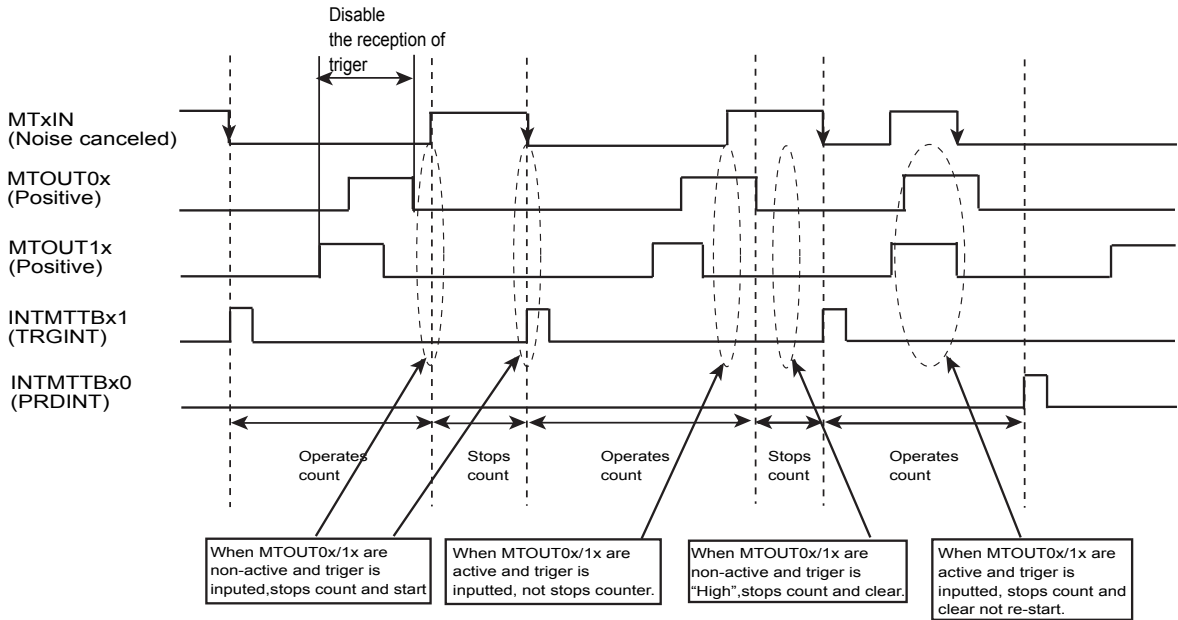 Disable
the reception of
triger
MTxIN
(Noise canceled)
MTOUT0x
(Positive)
MTOUT1x
(Positive)
INTMTTBx1
(TRGINT)
INTMTTBx0
(PRDINT)
Operates
count
Stops
count
Operates
count
Stops
count
Operates
count
When MTOUT0x/1x are
non-active and triger is
inputed,stops count and start
When MTOUT0x/1x are
active and triger is
inputted, not stops counter.
When MTOUT0x/1x are
non-active and triger is
“High”,stops count and clear.
When MTOUT0x/1x are
active and triger is
inputted, stops count and
clear not re-start.